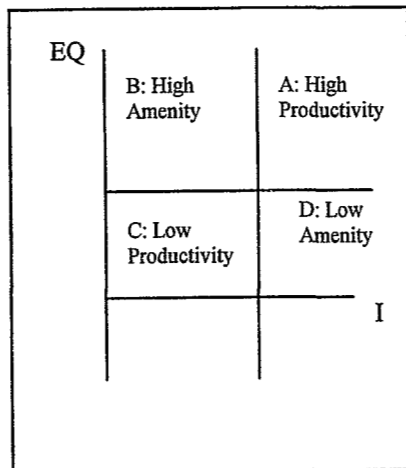 EQ
B: High
Amenity
A: High
Productivity
C: Low
Productivity
D: Low
Amenity
I